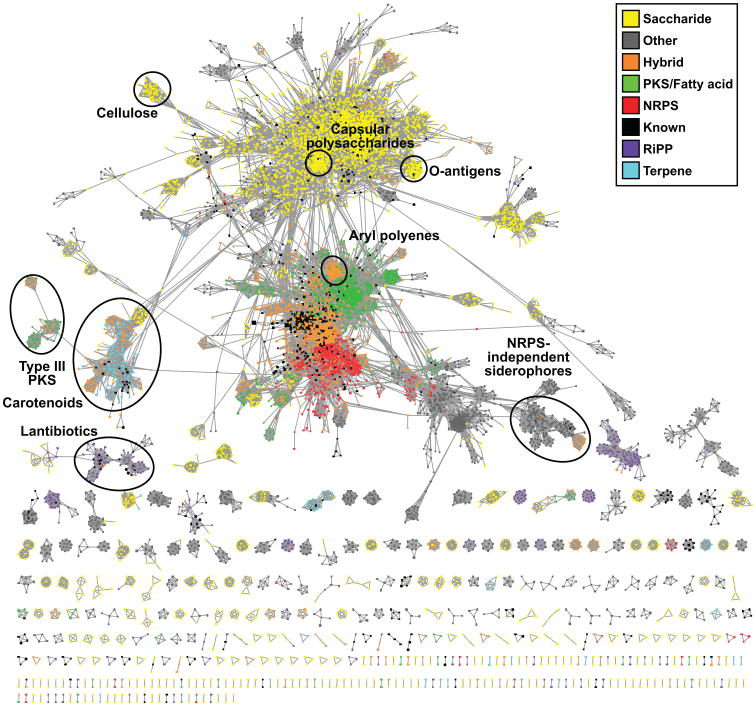 Saccharide
Other
Hybrid
PKS/Fatty acid
NRPS
Known
RiPP
Terpene
Cellulose
Capsular
polysaccharides
O-antigens
Aryl polyenes
Type III
PKS
Carotenoids
NRPS-
independent
siderophores
Lantibiotics